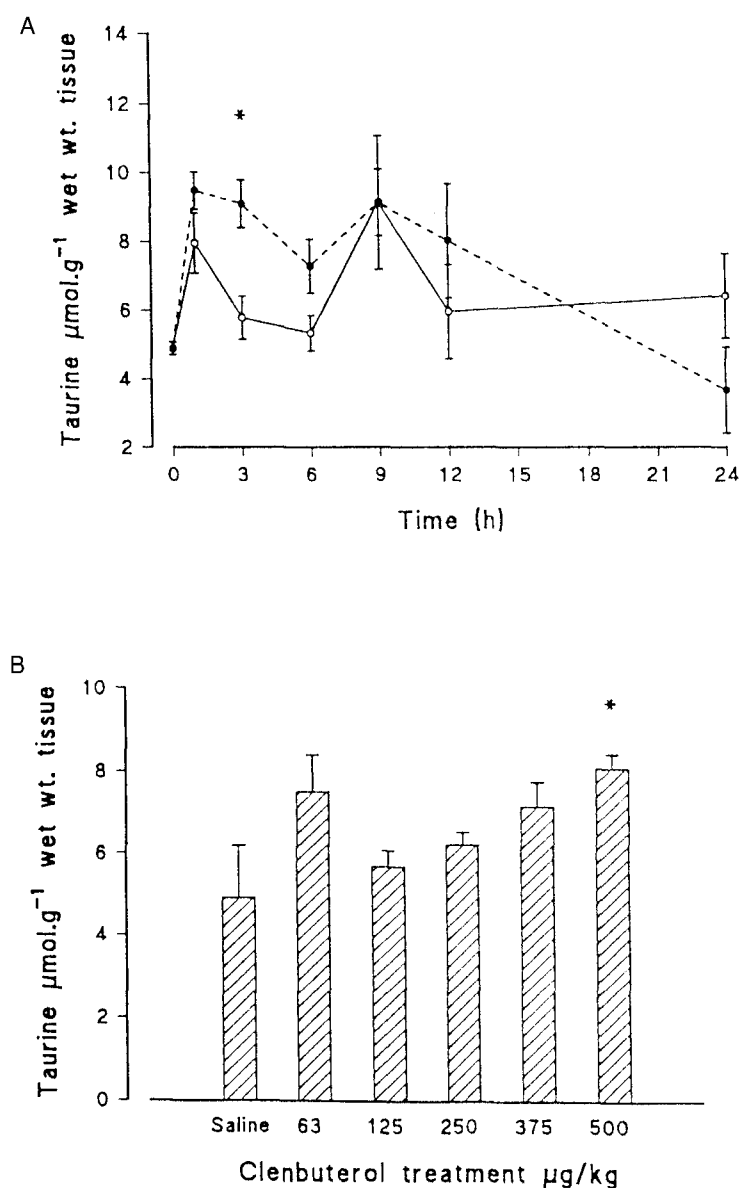 A
Taurine µmol.g⁻¹ wet wt. tissue
14
12
10
8
6
4
2
*
0 3 6 9 12 15 18 21 24
Time (h)
B
Taurine µmol.g⁻¹ wet wt. tissue
10
8
6
4
2
0
*
Saline 63 125 250 375 500
Clenbuterol treatment µg/kg